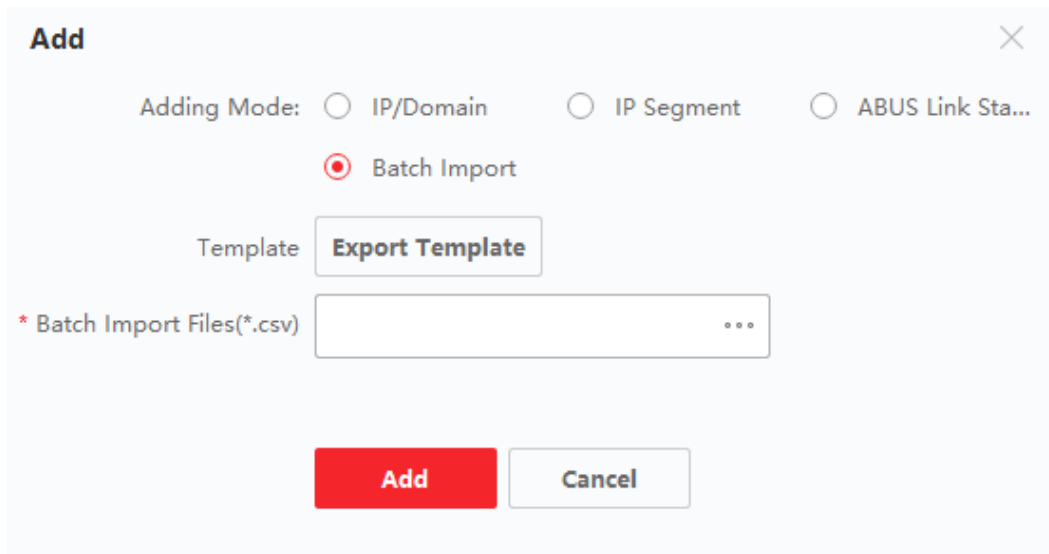 Add
Adding Mode: IP/Domain IP Segment ABUS Link Sta...
Batch Import
Template Export Template
* Batch Import Files(*.csv)
Add Cancel